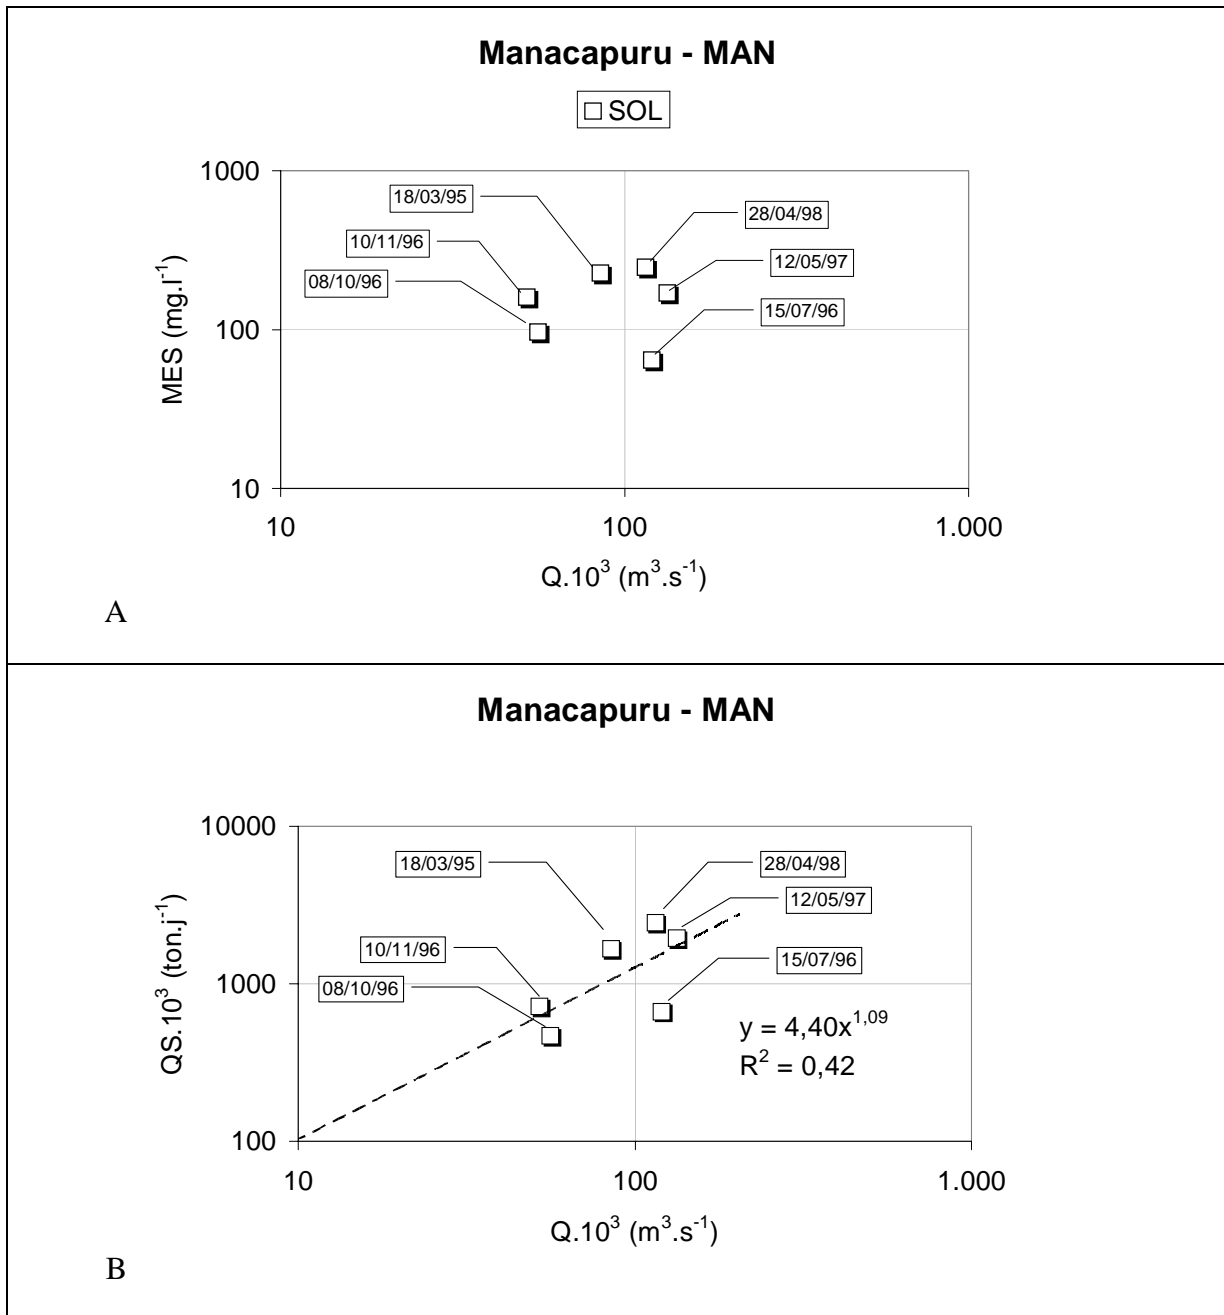 Manacapuru - MAN
SOL
1000
18/03/95
28/04/98
10/11/96
12/05/97
08/10/96
15/07/96
100
MES (mg.l⁻¹)
10
10 100 1.000
Q.10³ (m³.s⁻¹)
A
Manacapuru - MAN
10000
18/03/95
28/04/98
12/05/97
10/11/96
15/07/96
1000
08/10/96
QS.10³ (ton.j⁻¹)
y = 4,40x¹,⁰⁹
R² = 0,42
100
10 100 1.000
Q.10³ (m³.s⁻¹)
B